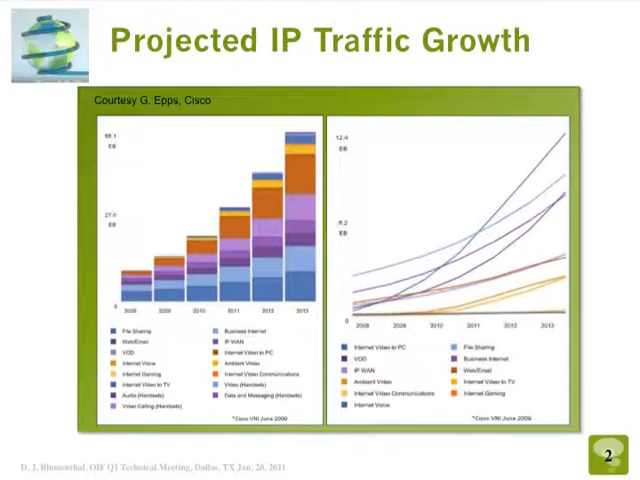 Projected IP Traffic Growth
Courtesy G. Epps, Cisco
EB
EB
0
2008 2009 2010 2011 2012 2013
File Sharing
Business Internet
Web/Email
IP WAN
VOD
Internet Video to PC
Internet Voice
Ambient Video
Internet Gaming
Internet Video Communications
Internet Video to TV
Video (Handsets)
Audio (Handsets)
Data and Messaging (Handsets)
Video Calling (Handsets)
*Cisco VNI June 2009
12.4
EB
6.2
EB
0
2008 2009 2010 2011 2012 2013
Internet Video to PC
File Sharing
VOD
Business Internet
IP WAN
Web/Email
Ambient Video
Internet Video to TV
Internet Video Communications
Internet Gaming
Internet Voice
*Cisco VNI June 2009
D. J. Blumenthal, OIF Q1 Technical Meeting, Dallas, TX Jan. 20, 2011
2